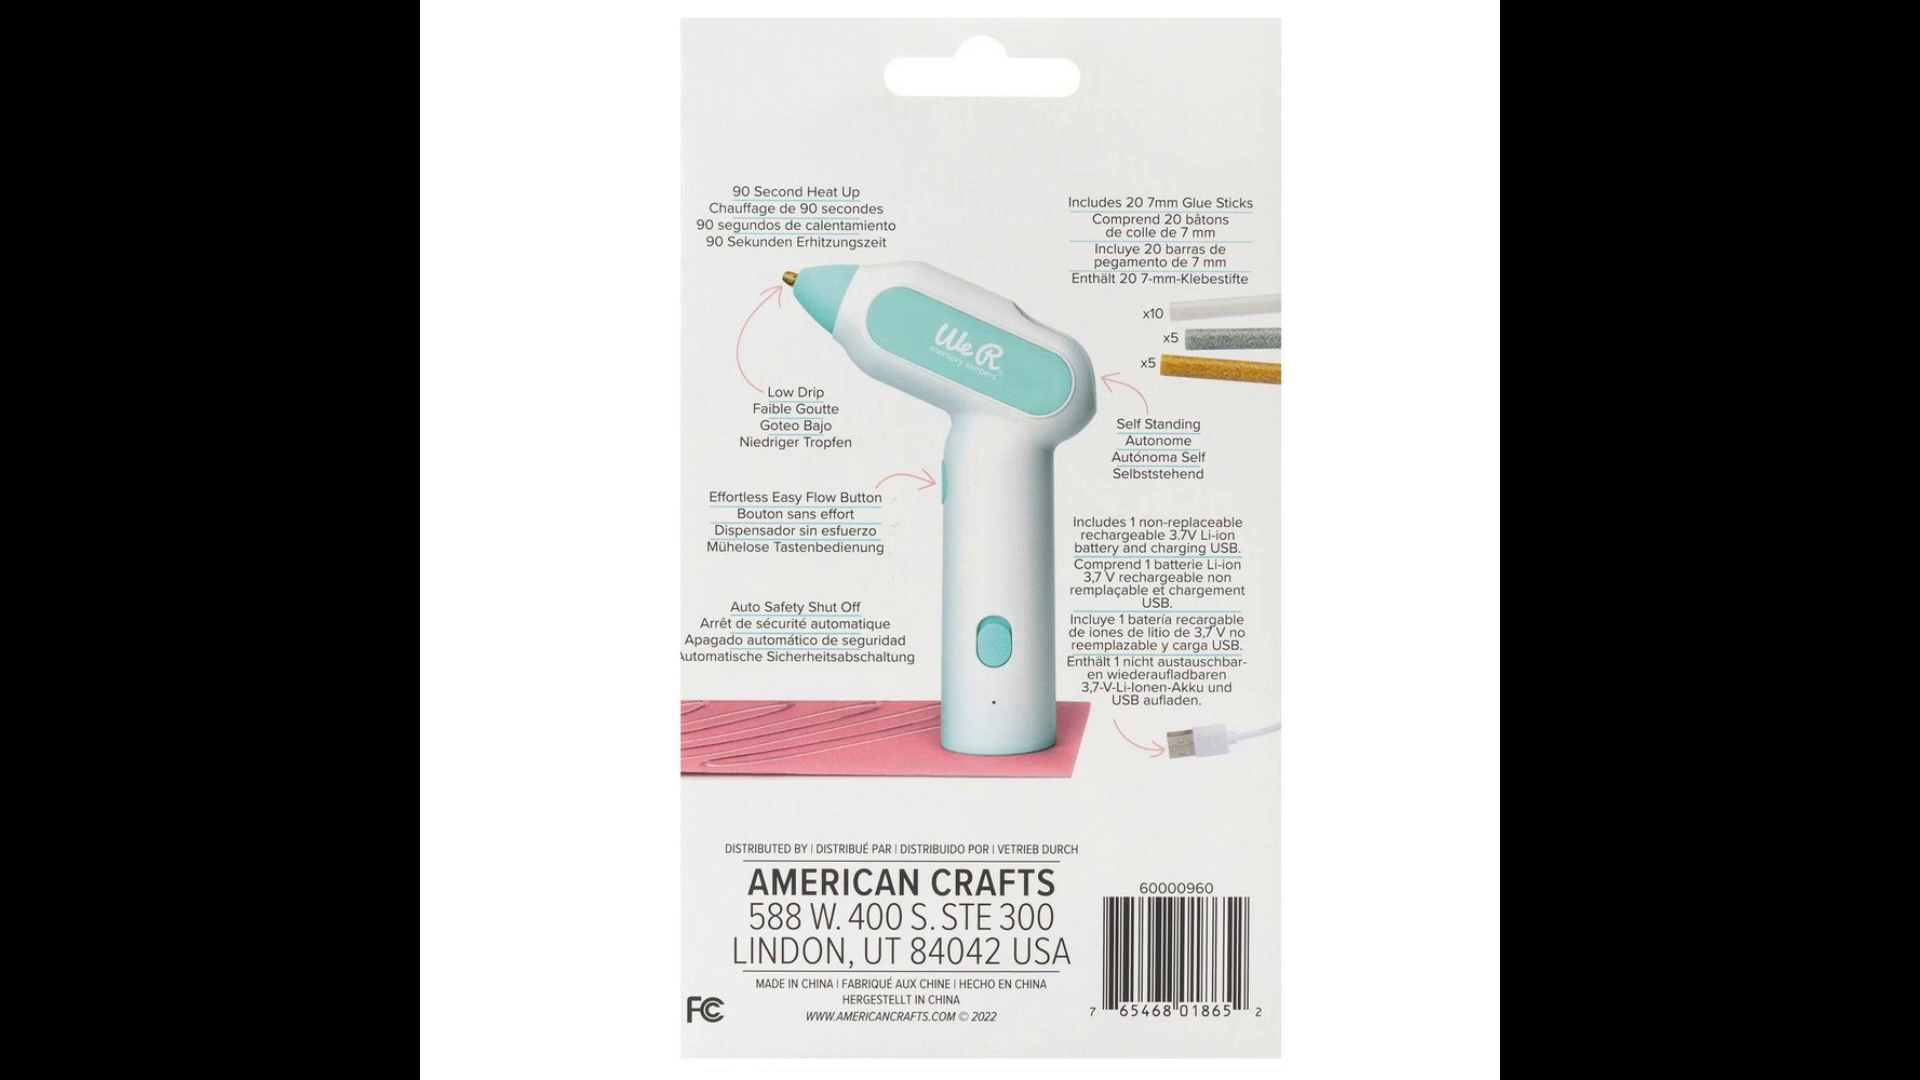 90 Second Heat Up
Chauffage de 90 secondes
90 segundos de calentamiento
90 Sekunden Erhitzungszeit
Includes 20 7mm Glue Sticks
Comprend 20 bâtons
de colle de 7 mm
Incluye 20 barras de
pegamento de 7 mm
Enthält 20 7-mm-Klebestifte
x10
x5
x5
We R
memory keepers®
Low Drip
Faible Goutte
Goteo Bajo
Niedriger Tropfen
Self Standing
Autonome
Autónoma Self
Selbststehend
Effortless Easy Flow Button
Bouton sans effort
Dispensador sin esfuerzo
Mühelose Tastenbedienung
Includes 1 non-replaceable
rechargeable 3.7V Li-ion
battery and charging USB.
Comprend 1 batterie Li-ion
3,7 V rechargeable non
remplaçable et chargement
USB.
Incluye 1 batería recargable
de iones de litio de 3,7 V no
reemplazable y carga USB.
Enthält 1 nicht austauschbar-
en wiederaufladbaren
3,7-V-Li-Ionen-Akku und
USB aufladen.
Auto Safety Shut Off
Arrêt de sécurité automatique
Apagado automático de seguridad
Automatische Sicherheitsabschaltung
DISTRIBUTED BY | DISTRIBUÉ PAR | DISTRIBUIDO POR | VETRIEB DURCH
AMERICAN CRAFTS
588 W. 400 S. STE 300
LINDON, UT 84042 USA
MADE IN CHINA | FABRIQUÉ AUX CHINE | HECHO EN CHINA
HERGESTELLT IN CHINA
WWW.AMERICANCRAFTS.COM © 2022
FC
60000960
7 65468 01865 2